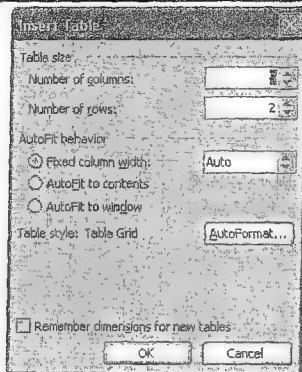 Insert Table
Table size
Number of columns:
Number of rows: 2
AutoFit behavior
Fixed column width: Auto
AutoFit to contents
AutoFit to window
Table style: Table Grid AutoFormat...
Remember dimensions for new tables
OK Cancel